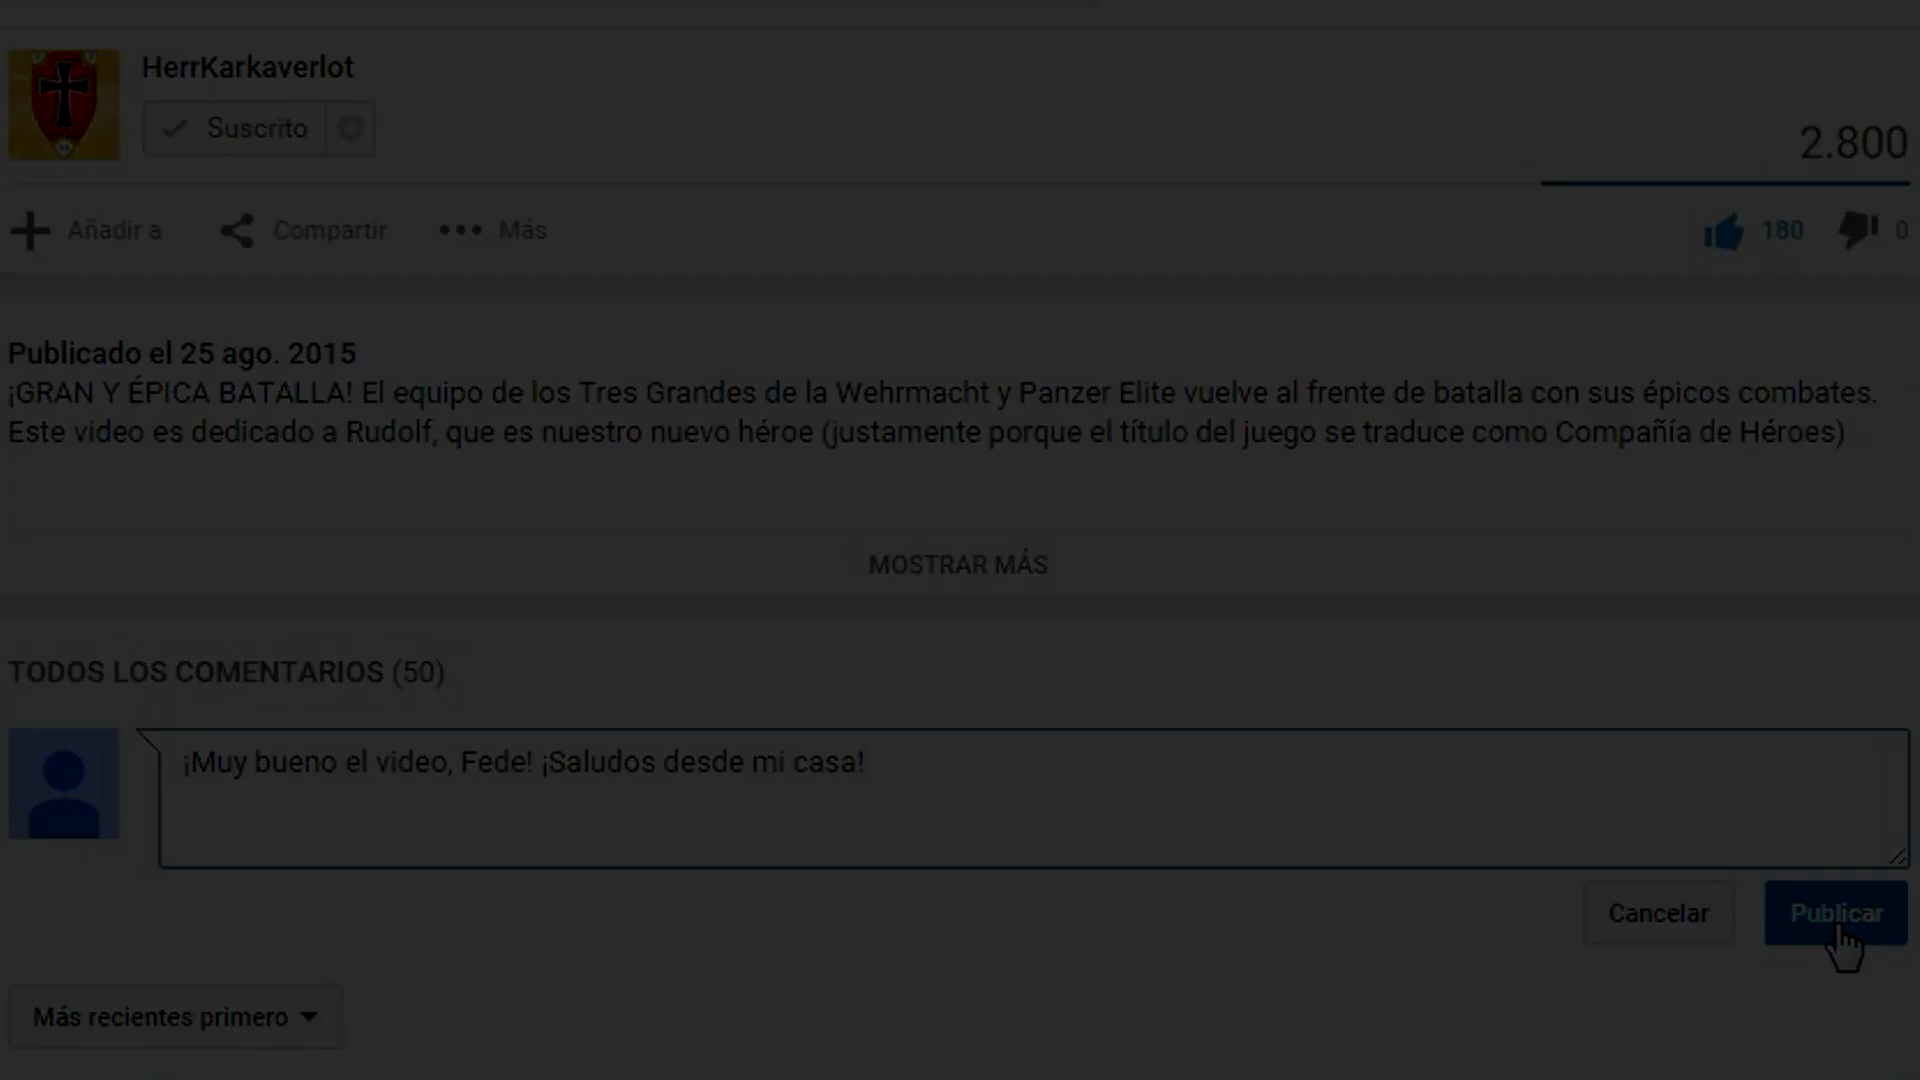 HerrKarkaverlot
Suscrito
2.800
Añadir a
Compartir
Más
180
0
Publicado el 25 ago. 2015
¡GRAN Y ÉPICA BATALLA! El equipo de los Tres Grandes de la Wehrmacht y Panzer Elite vuelve al frente de batalla con sus épicos combates.
Este video es dedicado a Rudolf, que es nuestro nuevo héroe (justamente porque el título del juego se traduce como Compañía de Héroes)
MOSTRAR MÁS
TODOS LOS COMENTARIOS (50)
¡Muy bueno el video, Fede! ¡Saludos desde mi casa!
Cancelar
Publicar
Más recientes primero